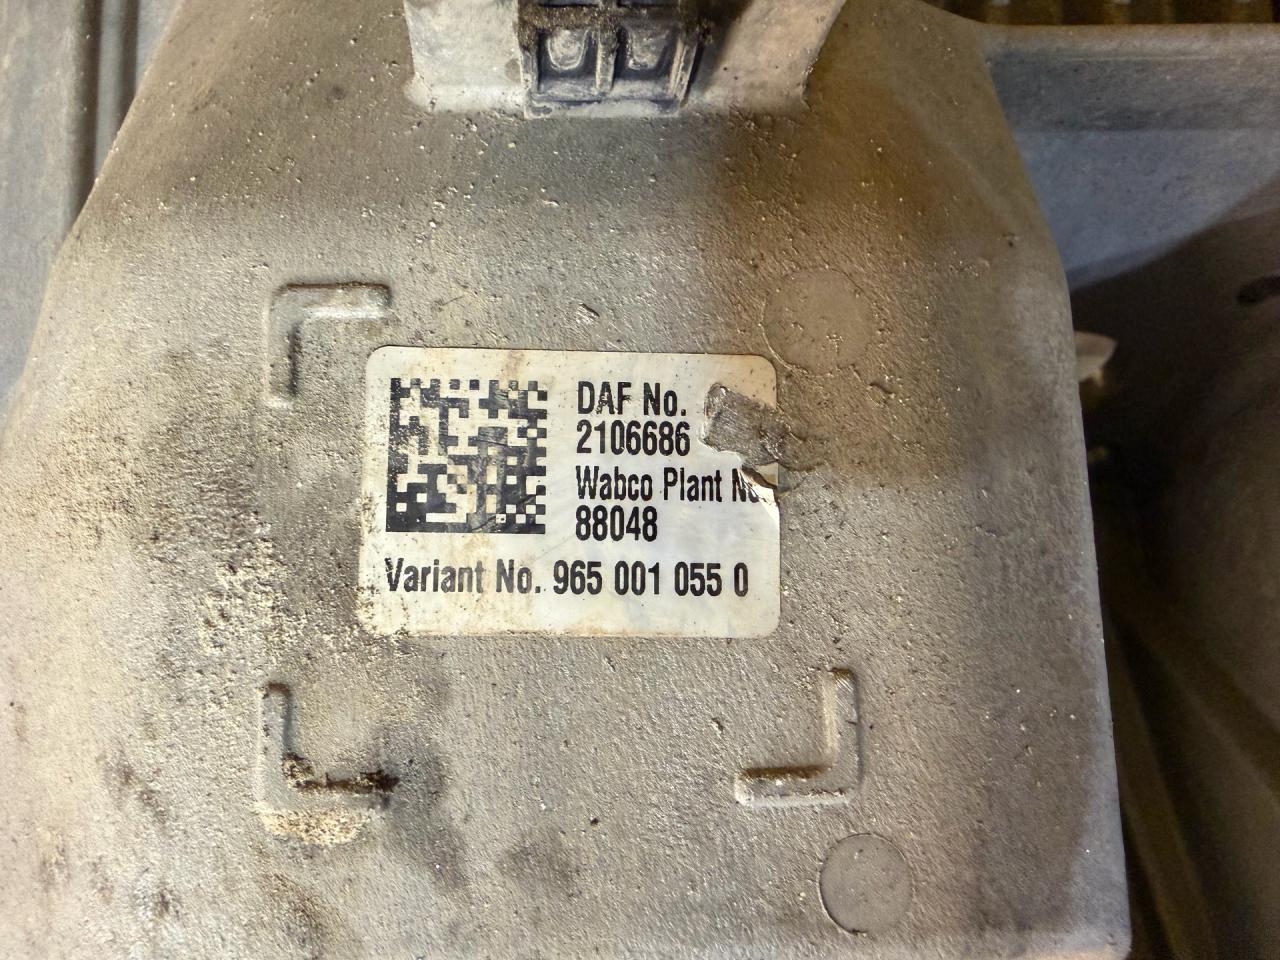 DAF No.
2106686
Wabco Plant No.
88048
Variant No. 965 001 055 0